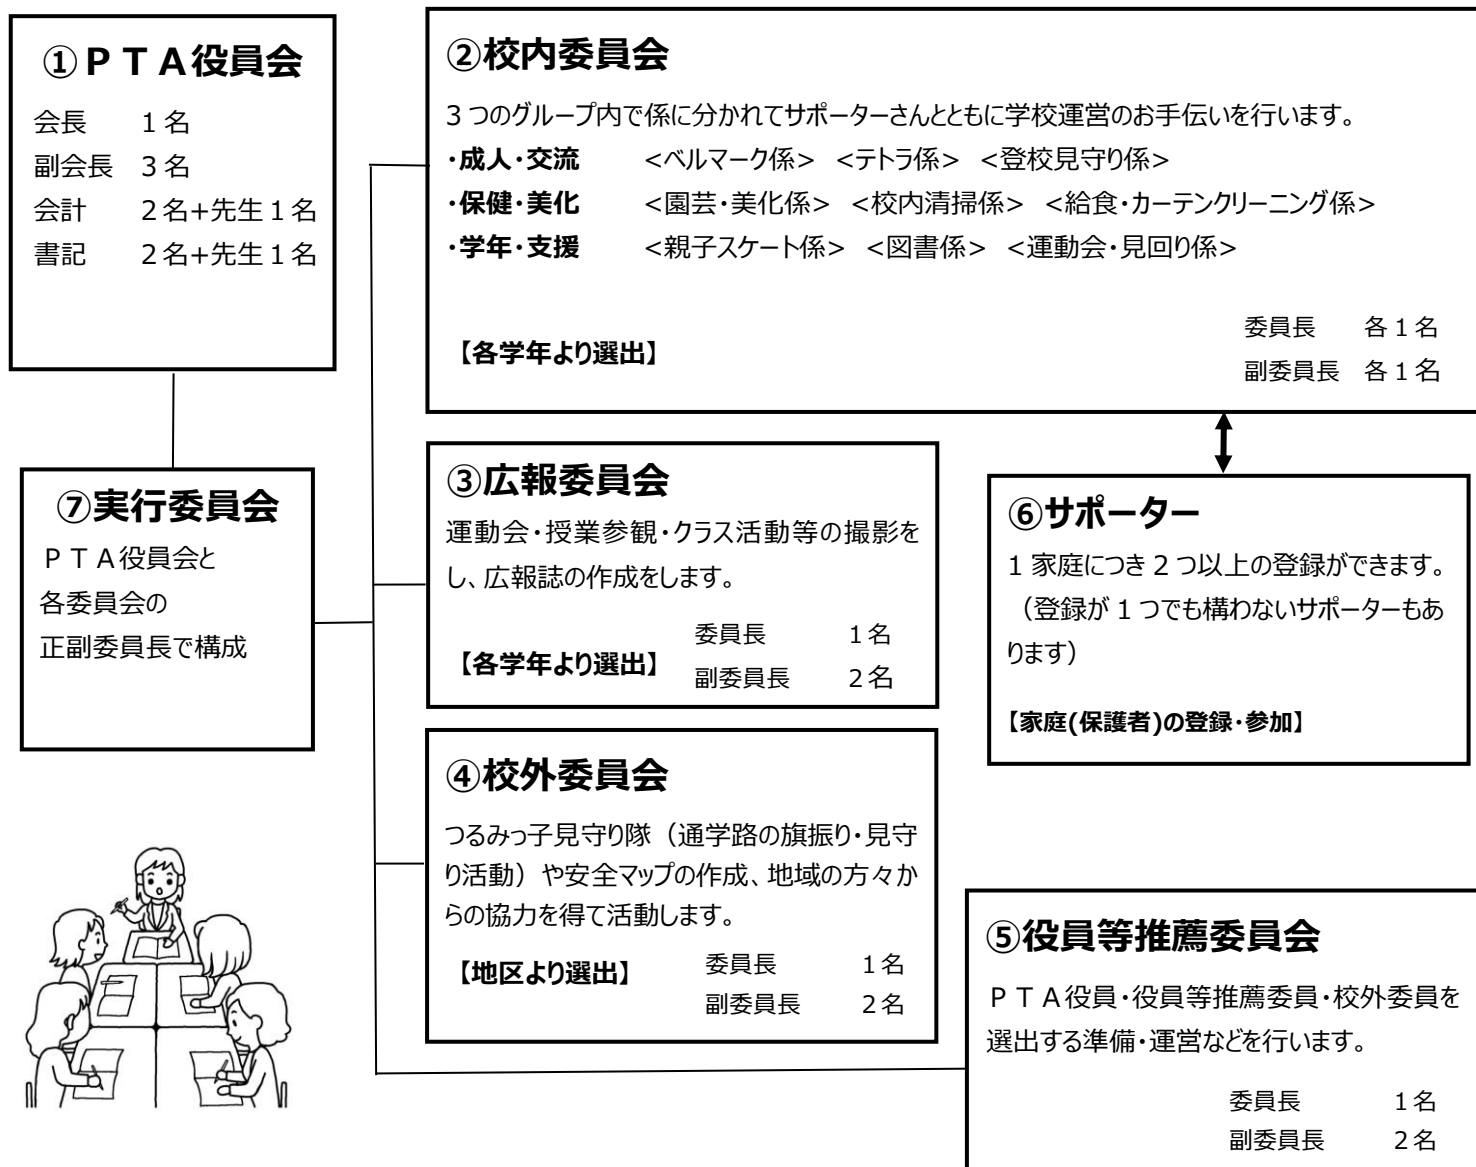 ①ＰＴＡ役員会
会長　１名
副会長　３名
会計　２名+先生１名
書記　２名+先生１名
②校内委員会
３つのグループ内で係に分かれてサポーターさんとともに学校運営のお手伝いを行います。
・成人・交流　<ベルマーク係>　<テトラ係>　<登校見守り係>
・保健・美化　<園芸・美化係>　<校内清掃係>　<給食・カーテンクリーニング係>
・学年・支援　<親子スケート係>　<図書係>　<運動会・見回り係>
委員長　各１名
【各学年より選出】
副委員長　各１名
⑦実行委員会
ＰＴＡ役員会と
各委員会の
正副委員長で構成
③広報委員会
運動会・授業参観・クラス活動等の撮影を
し、広報誌の作成をします。
委員長　１名
【各学年より選出】
副委員長　２名
⑥サポーター
１家庭につき２つ以上の登録ができます。
（登録が１つでも構わないサポーターもあ
ります）
【家庭(保護者)の登録・参加】
④校外委員会
つるみっ子見守り隊（通学路の旗振り・見守
り活動）や安全マップの作成、地域の方々か
らの協力を得て活動します。
【地区より選出】　委員長　１名
副委員長　２名
⑤役員等推薦委員会
ＰＴＡ役員・役員等推薦委員・校外委員を
選出する準備・運営などを行います。
委員長　１名
副委員長　２名